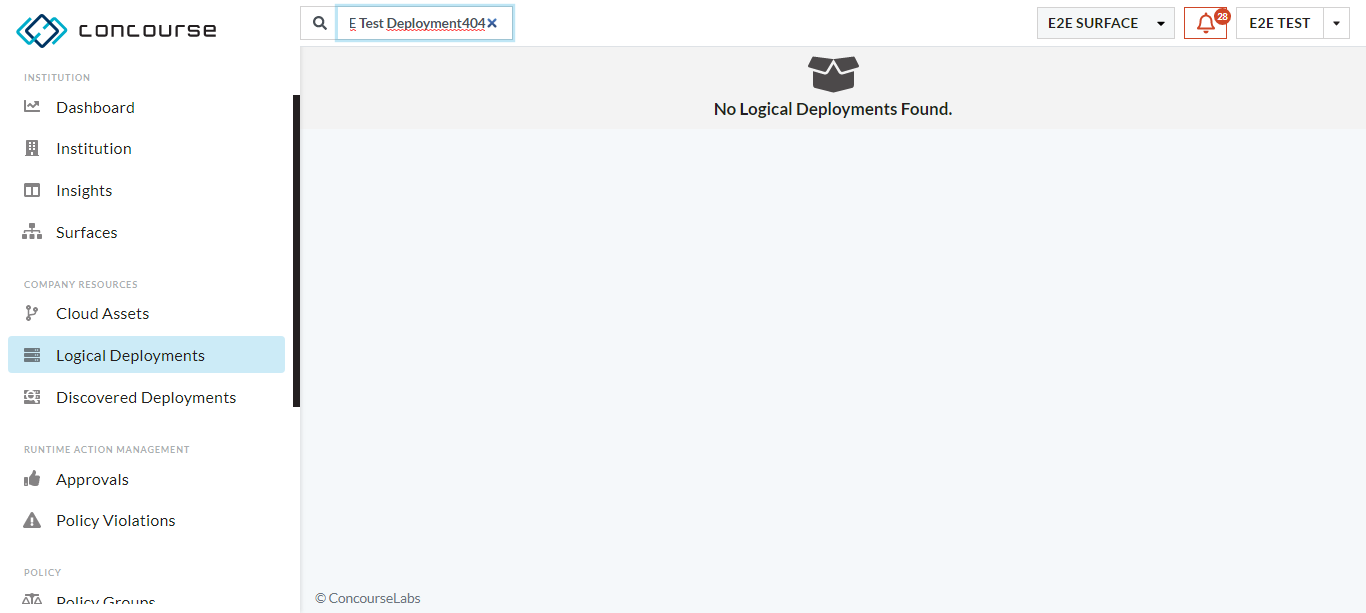 concourse
E Test Deployment404
E2E SURFACE
28
E2E TEST
INSTITUTION
Dashboard
Institution
Insights
Surfaces
COMPANY RESOURCES
Cloud Assets
Logical Deployments
Discovered Deployments
RUNTIME ACTION MANAGEMENT
Approvals
Policy Violations
POLICY
Policy Groups
No Logical Deployments Found.
© ConcourseLabs